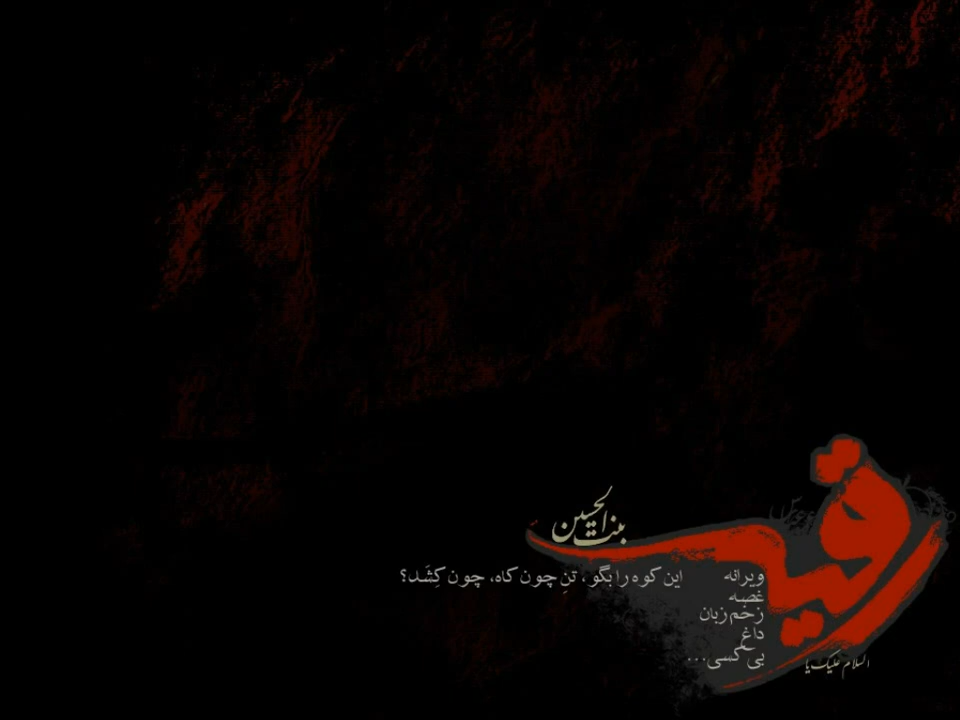 السلام علیک یا
رقیه
بنت الحسین
ویرانه
غصه
زخم زبان
داغ
بی کسی...
این کوه را بگو، تنِ چون کاه، چون کِشَد؟